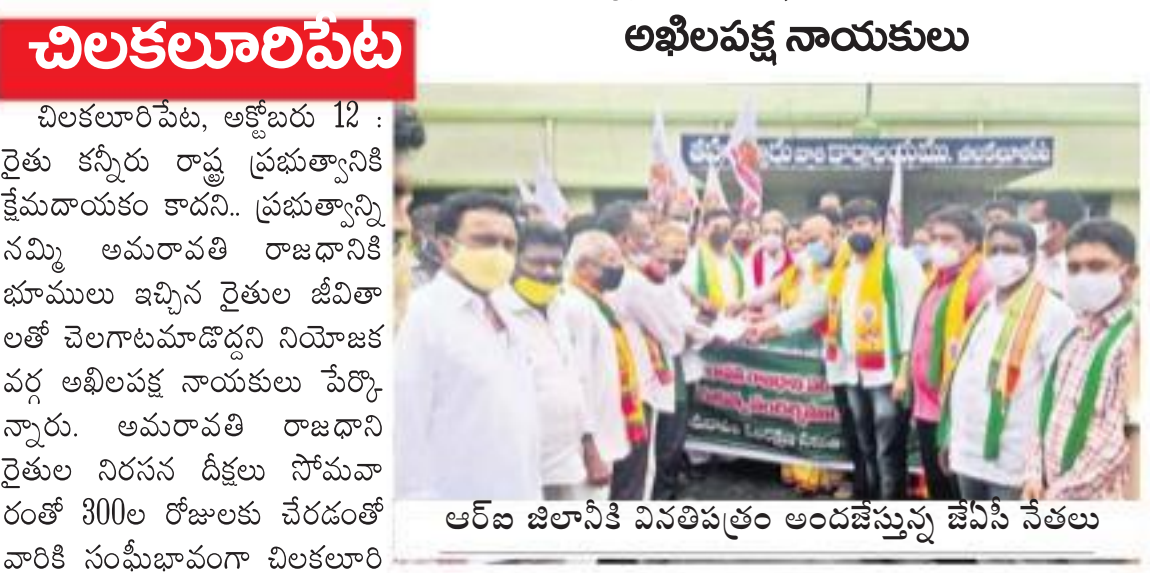 చిలకలూరిపేట
చిలకలూరిపేట, అక్టోబరు 12 :
రైతు కన్నీరు రాష్ట్ర ప్రభుత్వానికి
క్షేమదాయకం కాదని.. ప్రభుత్వాన్ని
నమ్మి అమరావతి రాజధానికి
భూములు ఇచ్చిన రైతుల జీవితా
లతో చెలగాటమాడొద్దని నియోజక
వర్గ అఖిలపక్ష నాయకులు పేర్కొ
న్నారు. అమరావతి రాజధాని
రైతుల నిరసన దీక్షలు సోమవా
రంతో 300ల రోజులకు చేరడంతో
వారికి సంఘీభావంగా చిలకలూరి
అఖిలపక్ష నాయకులు
వారి కార్యాలయము. చిలకలూరిపేట
ఆర్ఐ జిలానీకి వినతిపత్రం అందజేస్తున్న జేఏసీ నేతలు